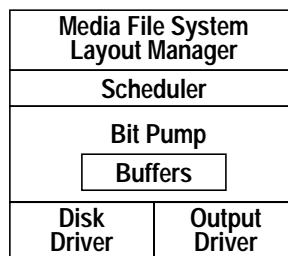 Media File System
Layout Manager
Scheduler
Bit Pump
Buffers
Disk
Driver
Output
Driver